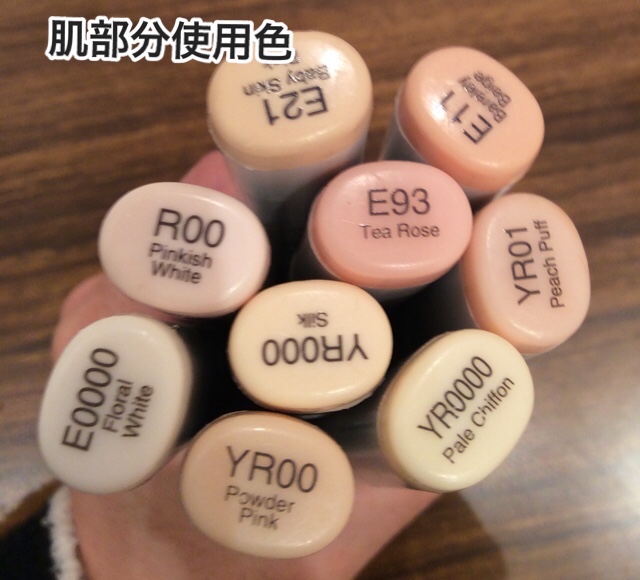 肌部分使用色
E21
Baby Skin
E11
Barley
Beige
R00
Pinkish
White
E93
Tea Rose
YR01
Peach Puff
YR000
Silk
E0000
Floral
White
YR0000
Pale Chiffon
YR00
Powder
Pink